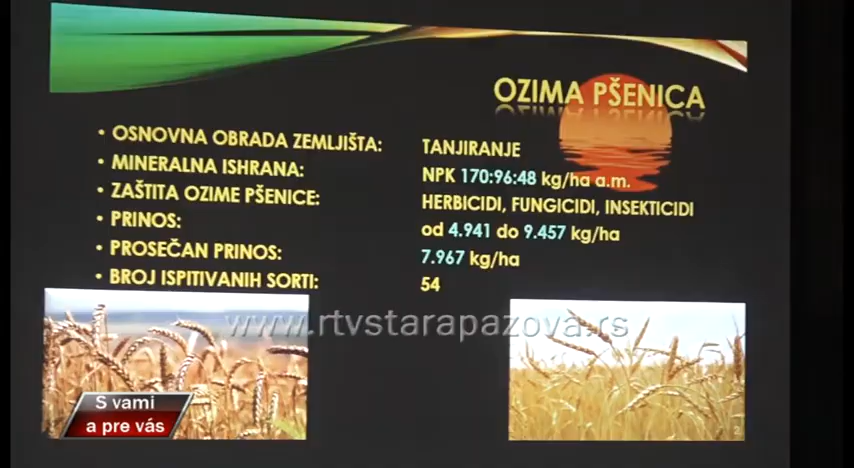 OZIMA PŠENICA
• OSNOVNA OBRADA ZEMLJIŠTA: TANJIRANJE
• MINERALNA ISHRANA: NPK 170:96:48 kg/ha a.m.
• ZAŠTITA OZIME PŠENICE: HERBICIDI, FUNGICIDI, INSEKTICIDI
• PRINOS: od 4.941 do 9.457 kg/ha
• PROSEČAN PRINOS: 7.967 kg/ha
• BROJ ISPITIVANIH SORTI: 54
www.rtvstarapazova.rs
S vami
a pre vás
2